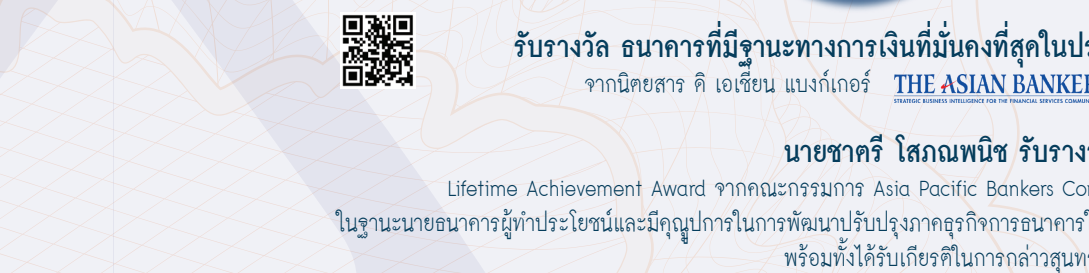 รับรางวัล ธนาคารที่มีฐานะทางการเงินที่มั่นคงที่สุดในปร
จากนิตยสาร ดิ เอเชียน แบงก์เกอร์ THE ASIAN BANKER
STRATEGIC BUSINESS INTELLIGENCE FOR THE FINANCIAL SERVICES COMMUN
นายชาตรี โสภณพนิช รับราง
Lifetime Achievement Award จากคณะกรรมการ Asia Pacific Bankers Con
ในฐานะนายธนาคารผู้ทำประโยชน์และมีคุณูปการในการพัฒนาปรับปรุงภาคธุรกิจการธนาคาร
พร้อมทั้งได้รับเกียรติในการกล่าวสุนท